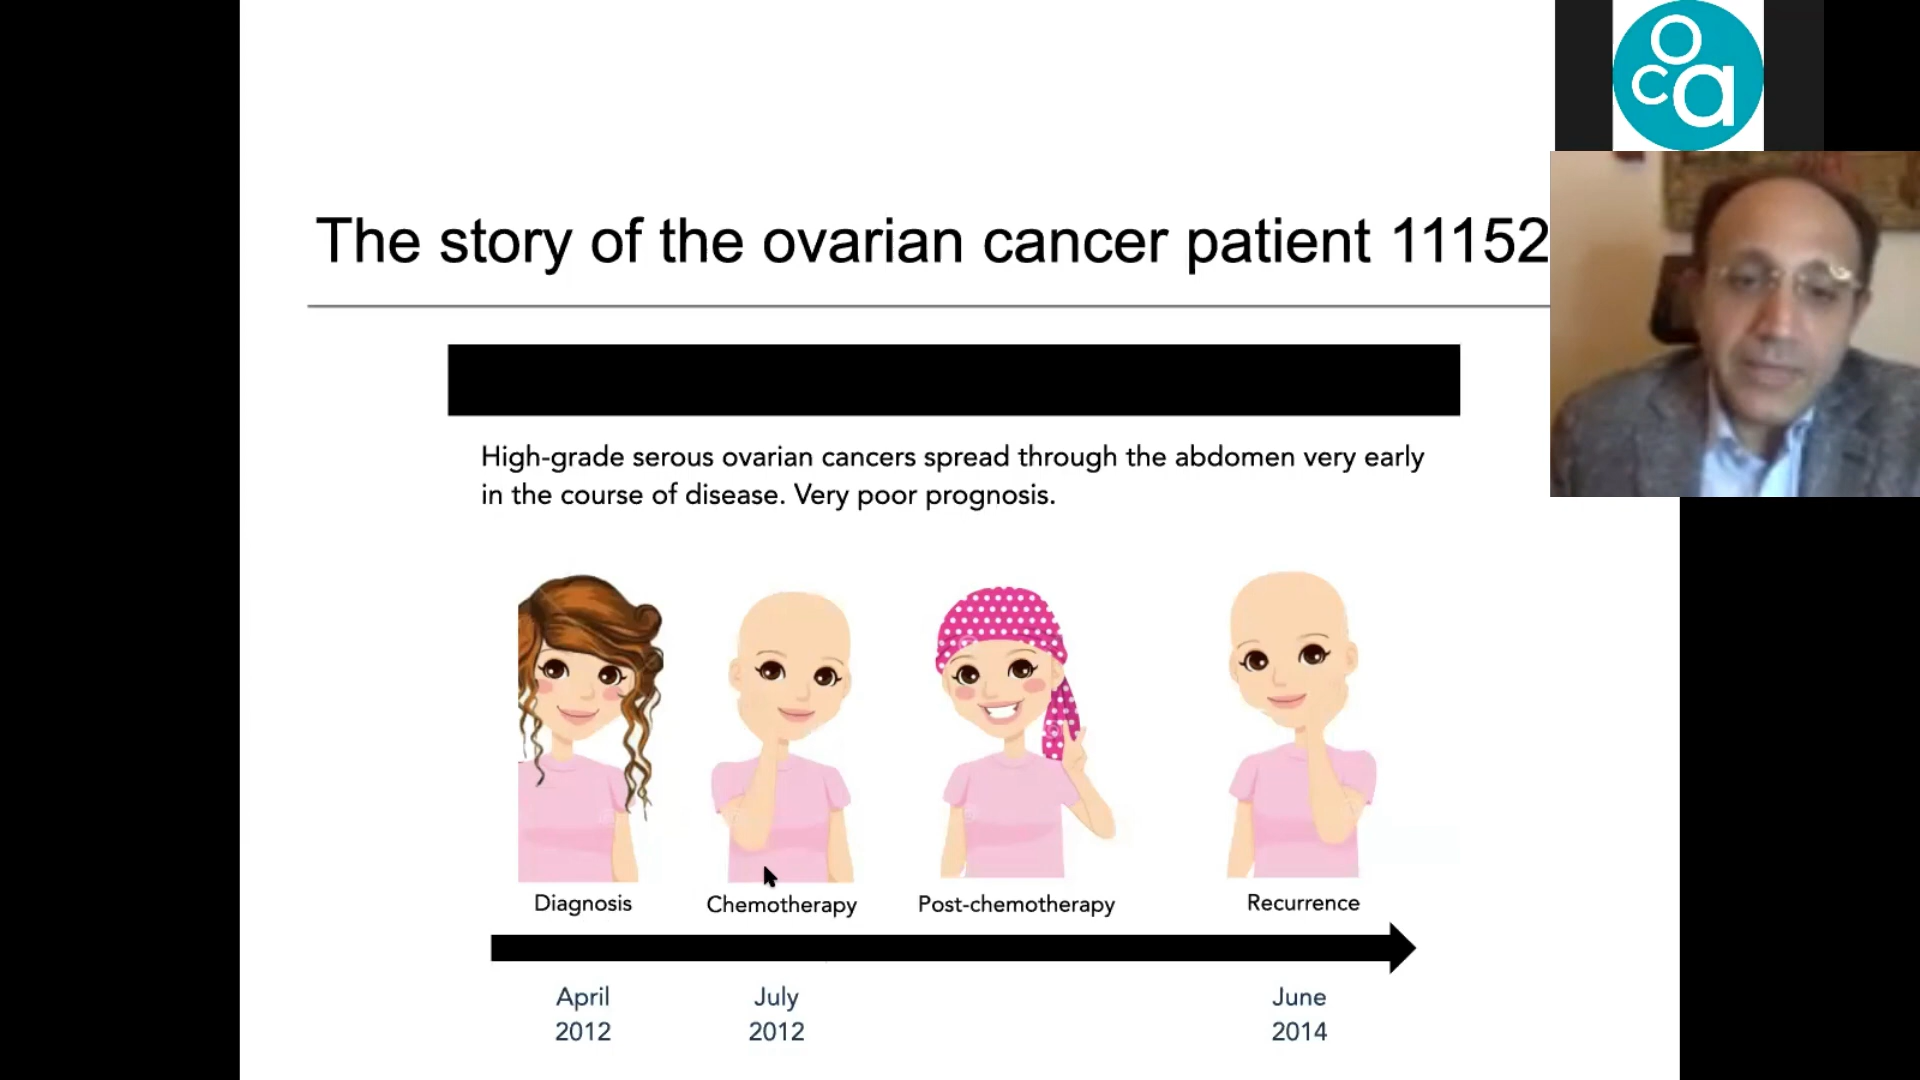 oca
The story of the ovarian cancer patient 11152
High-grade serous ovarian cancers spread through the abdomen very early
in the course of disease. Very poor prognosis.
Diagnosis
Chemotherapy
Post-chemotherapy
Recurrence
April
2012
July
2012
June
2014